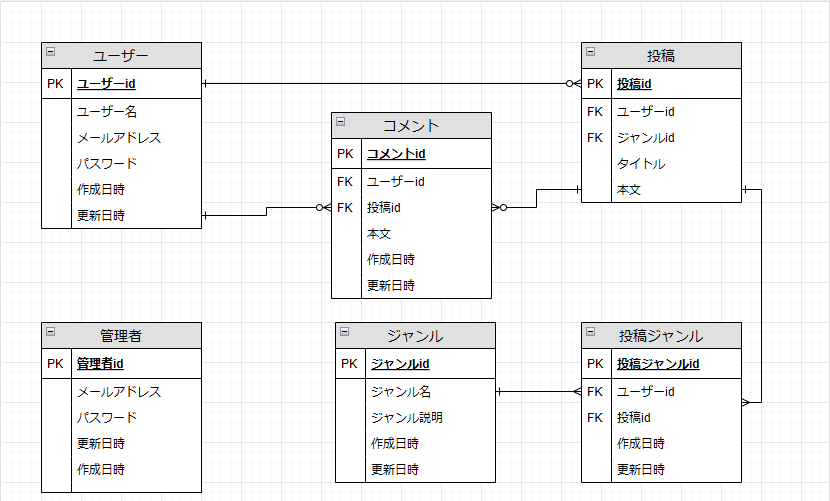 ユーザー
PK ユーザーid
ユーザー名
メールアドレス
パスワード
作成日時
更新日時
投稿
PK 投稿id
FK ユーザーid
FK ジャンルid
タイトル
本文
コメント
PK コメントid
FK ユーザーid
FK 投稿id
本文
作成日時
更新日時
管理者
PK 管理者id
メールアドレス
パスワード
更新日時
作成日時
ジャンル
PK ジャンルid
ジャンル名
ジャンル説明
作成日時
更新日時
投稿ジャンル
PK 投稿ジャンルid
FK ユーザーid
FK 投稿id
作成日時
更新日時